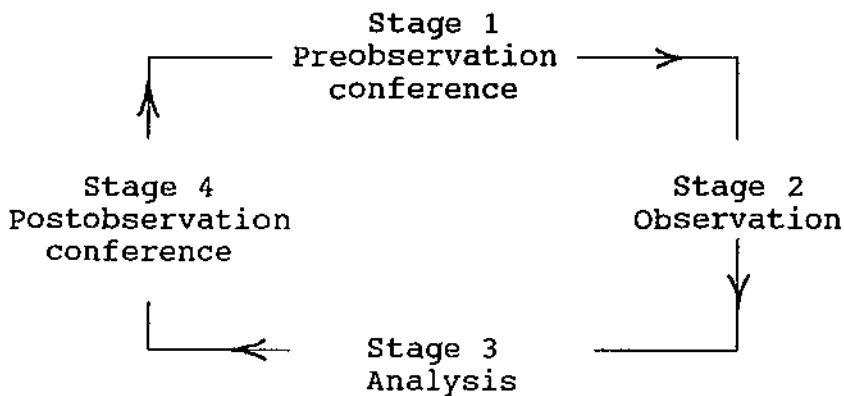 Stage 1
Preobservation
conference
Stage 4
Postobservation
conference
Stage 2
Observation
Stage 3
Analysis